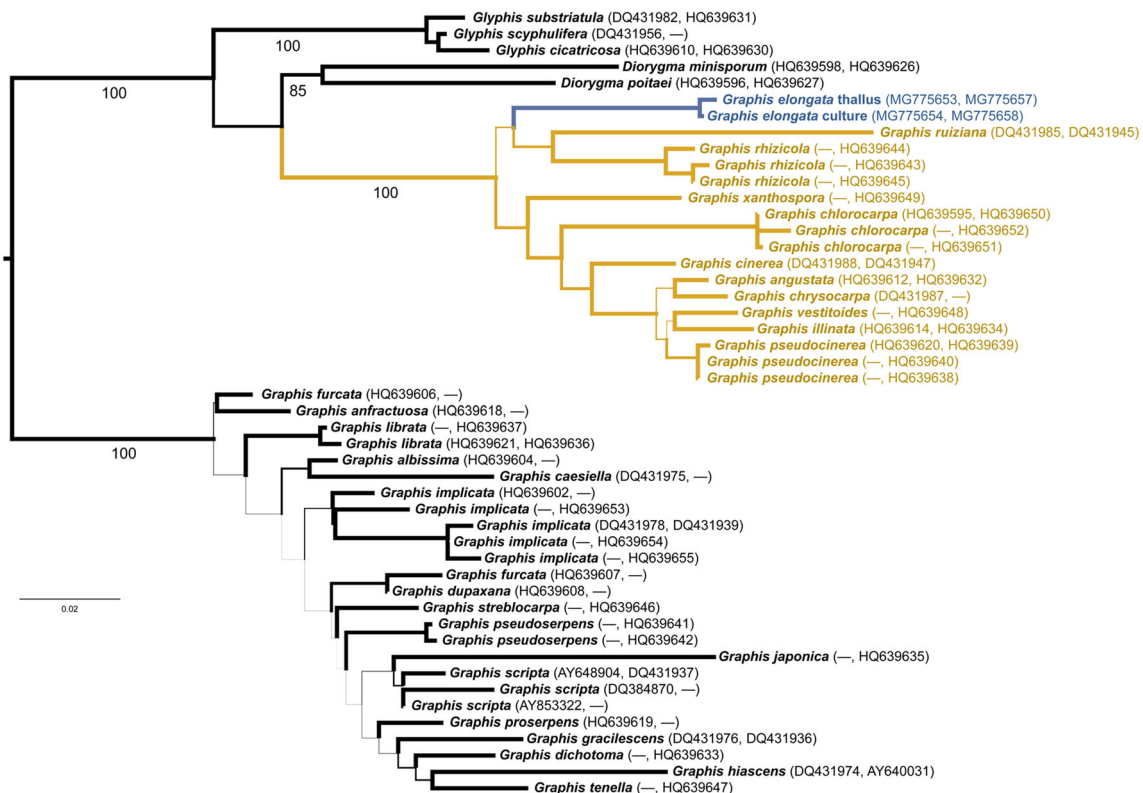 Glyphis substriatula (DQ431982, HQ639631)
Glyphis scyphulifera (DQ431956, —)
100
Glyphis cicatricosa (HQ639610, HQ639630)
Diorygma minisporum (HQ639598, HQ639626)
Diorygma poitaei (HQ639596, HQ639627)
85
100
Graphis elongata thallus (MG775653, MG775657)
Graphis elongata culture (MG775654, MG775658)
Graphis ruiziana (DQ431985, DQ431945)
Graphis rhizicola (—, HQ639644)
Graphis rhizicola (—, HQ639643)
Graphis rhizicola (—, HQ639645)
100
Graphis xanthospora (—, HQ639649)
Graphis chlorocarpa (HQ639595, HQ639650)
Graphis chlorocarpa (—, HQ639652)
Graphis chlorocarpa (—, HQ639651)
Graphis cinerea (DQ431988, DQ431947)
Graphis angustata (HQ639612, HQ639632)
Graphis chrysocarpa (DQ431987, —)
Graphis vestitoides (—, HQ639648)
Graphis illinata (HQ639614, HQ639634)
Graphis pseudocinerea (HQ639620, HQ639639)
Graphis pseudocinerea (—, HQ639640)
Graphis pseudocinerea (—, HQ639638)
Graphis furcata (HQ639606, —)
Graphis anfractuosa (HQ639618, —)
Graphis librata (—, HQ639637)
Graphis librata (HQ639621, HQ639636)
100
Graphis albissima (HQ639604, —)
Graphis caesiella (DQ431975, —)
Graphis implicata (HQ639602, —)
Graphis implicata (—, HQ639653)
Graphis implicata (DQ431978, DQ431939)
Graphis implicata (—, HQ639654)
Graphis implicata (—, HQ639655)
Graphis furcata (HQ639607, —)
Graphis dupaxana (HQ639608, —)
Graphis streblocarpa (—, HQ639646)
0.02
Graphis pseudoserpens (—, HQ639641)
Graphis pseudoserpens (—, HQ639642)
Graphis japonica (—, HQ639635)
Graphis scripta (AY648904, DQ431937)
Graphis scripta (DQ384870, —)
Graphis scripta (AY853322, —)
Graphis proserpens (HQ639619, —)
Graphis gracilescens (DQ431976, DQ431936)
Graphis dichotoma (—, HQ639633)
Graphis hiascens (DQ431974, AY640031)
Graphis tenella (—, HQ639647)